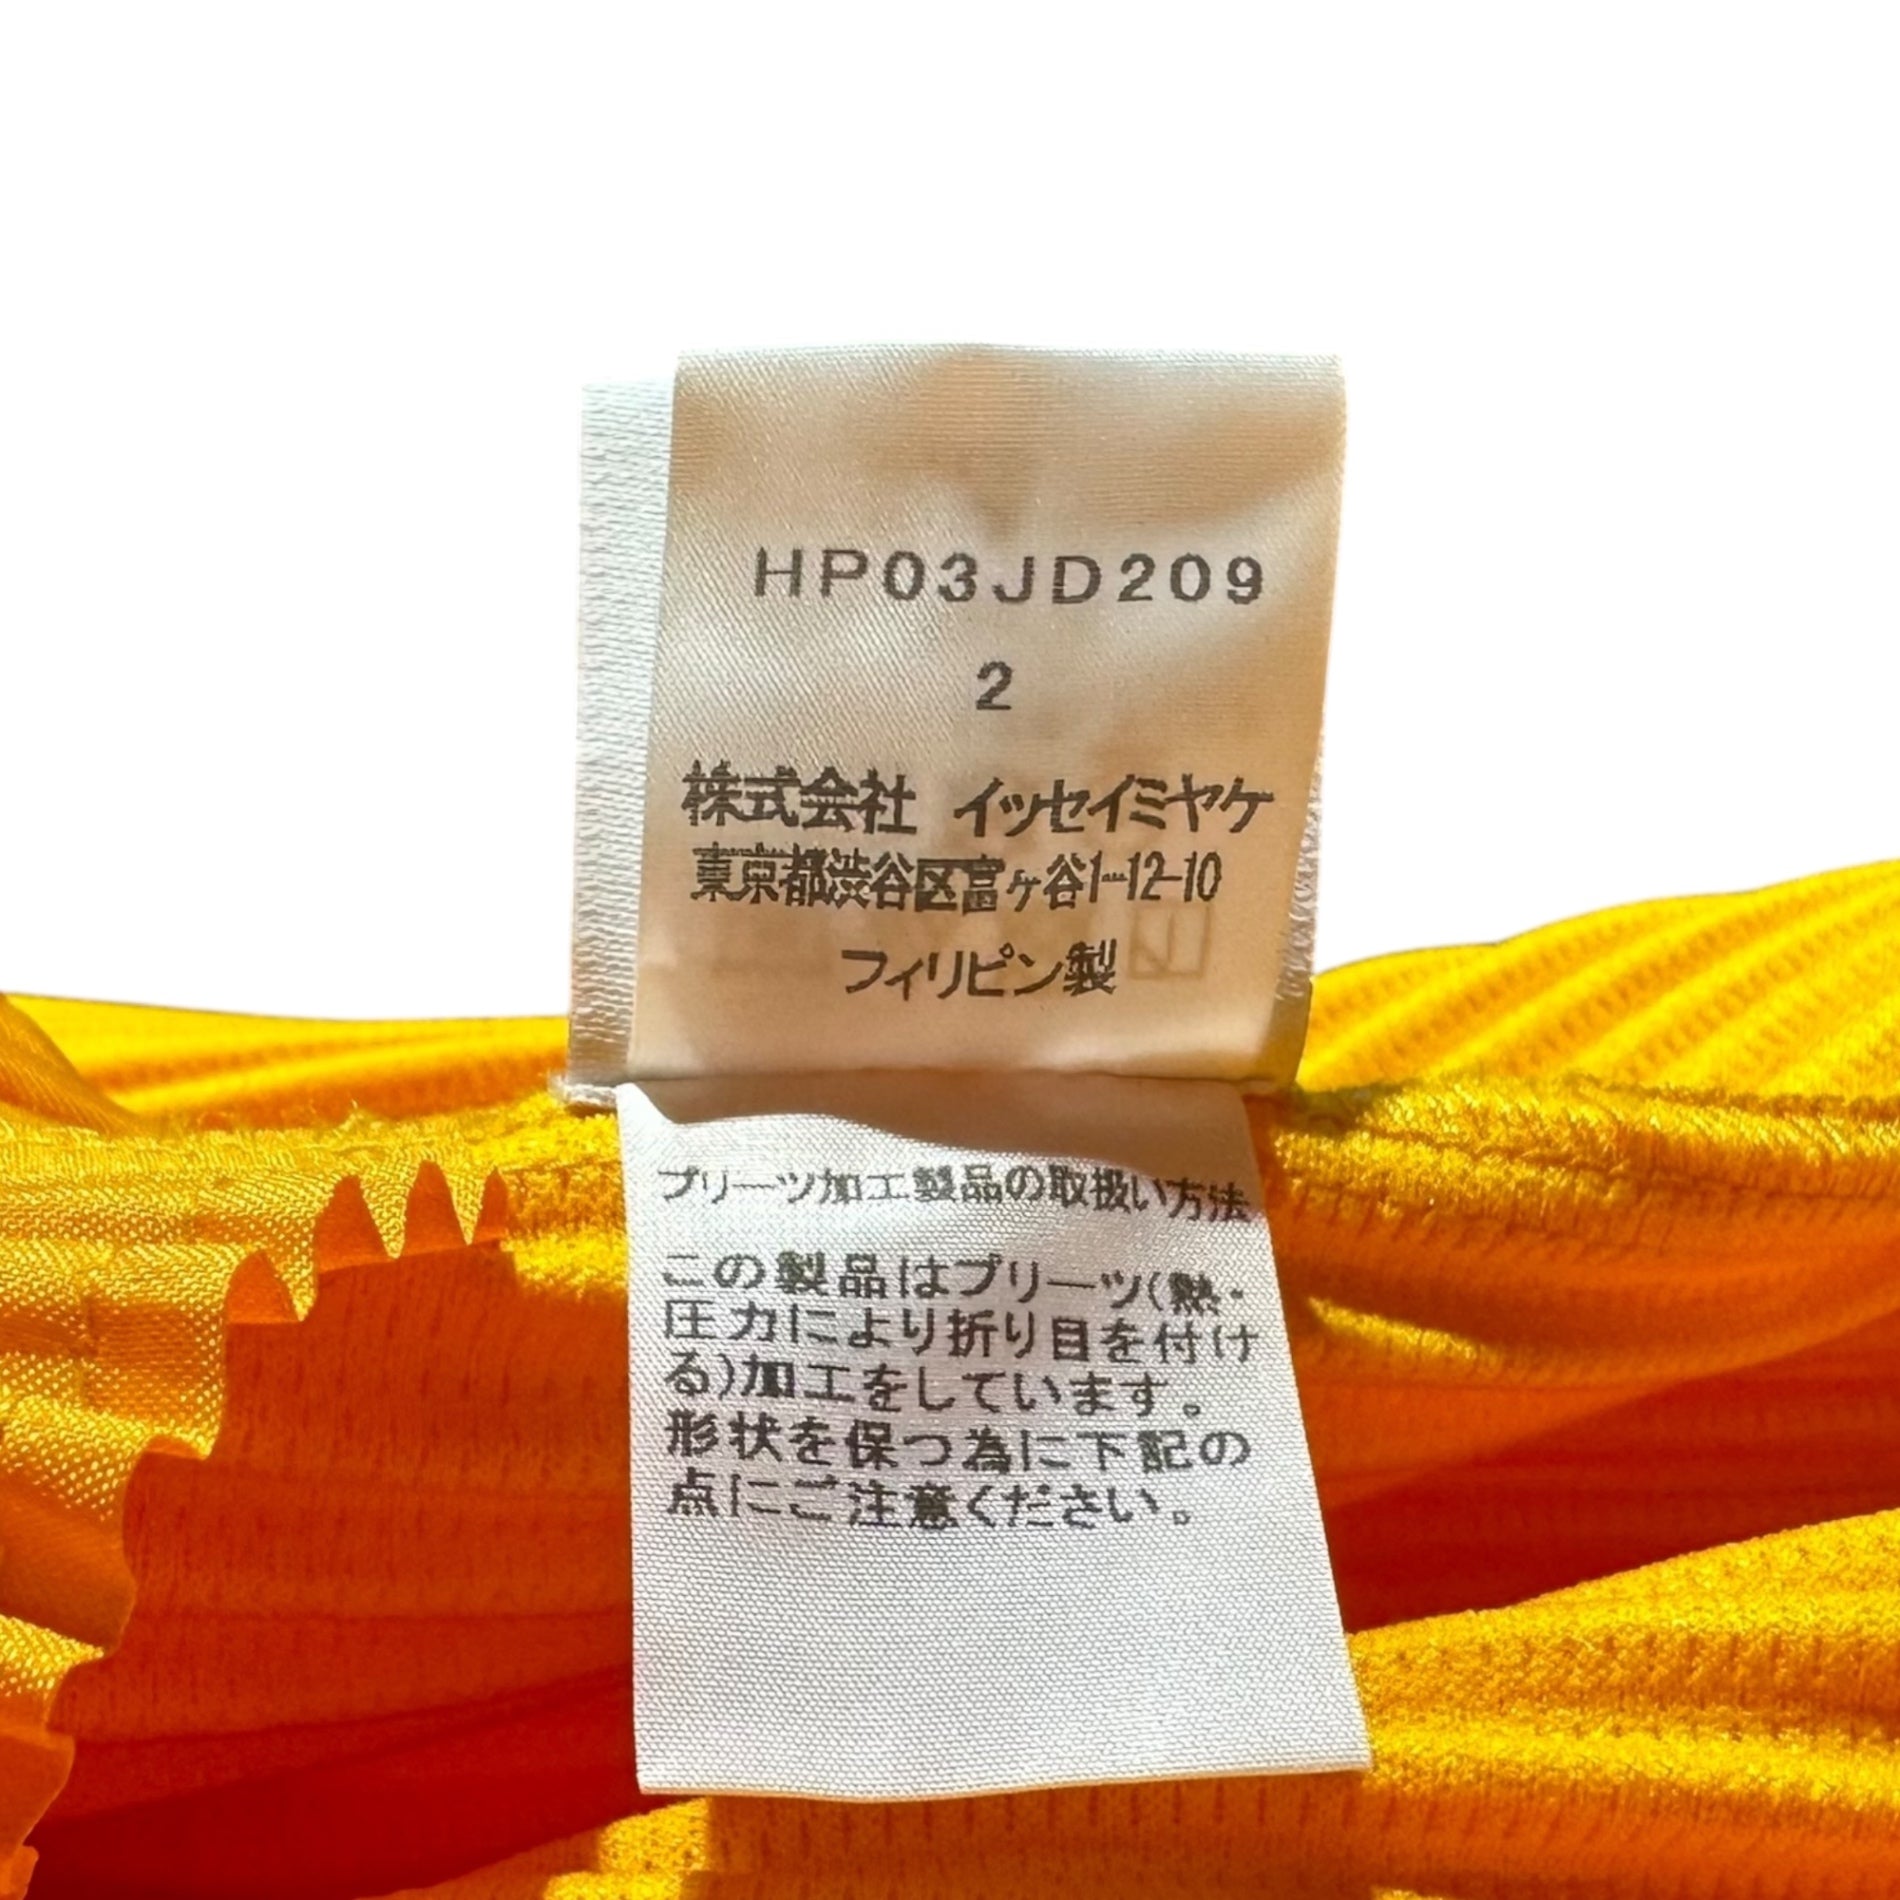 HP03JD209
2
株式会社 イッセイミヤケ
東京都渋谷区富ヶ谷1-12-10
フィリピン製
プリーツ加工製品の取扱い方法
この製品はプリーツ(熱・
圧力により折り目を付け
る)加工をしています。
形状を保つ為に下記の
点にご注意ください。